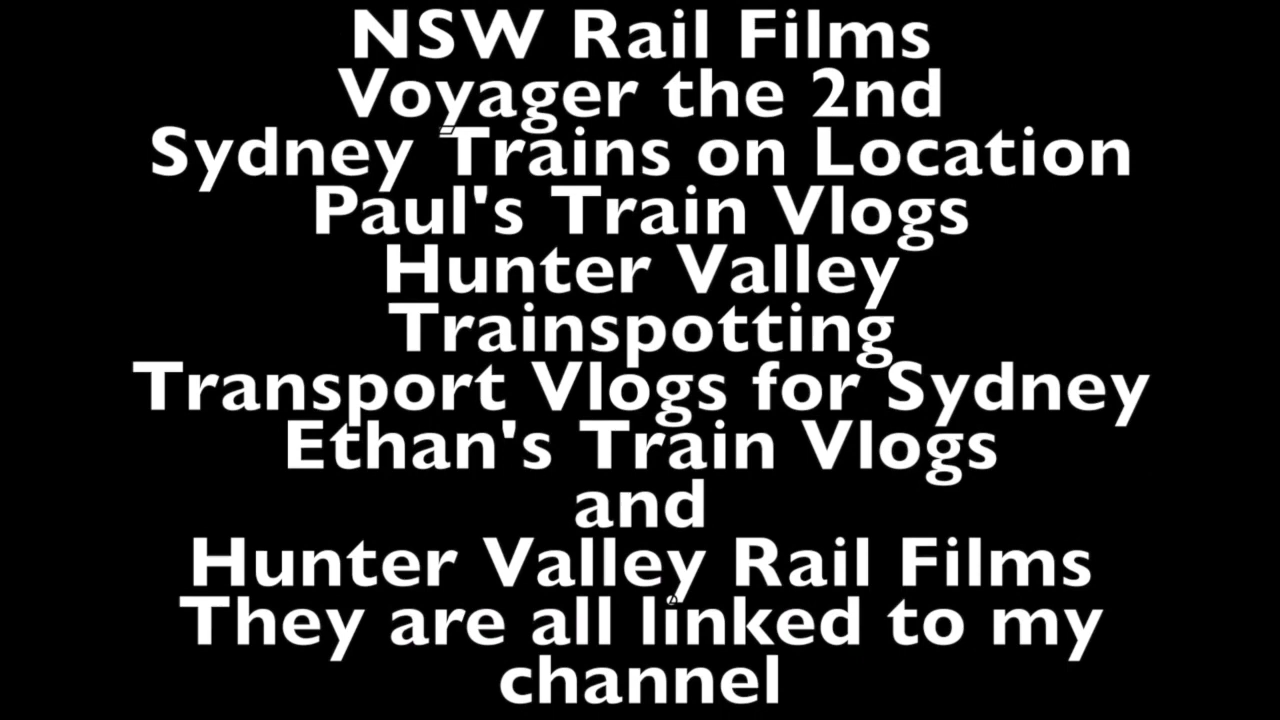 NSW Rail Films
Voyager the 2nd
Sydney Trains on Location
Paul's Train Vlogs
Hunter Valley
Trainspotting
Transport Vlogs for Sydney
Ethan's Train Vlogs
and
Hunter Valley Rail Films
They are all linked to my
channel